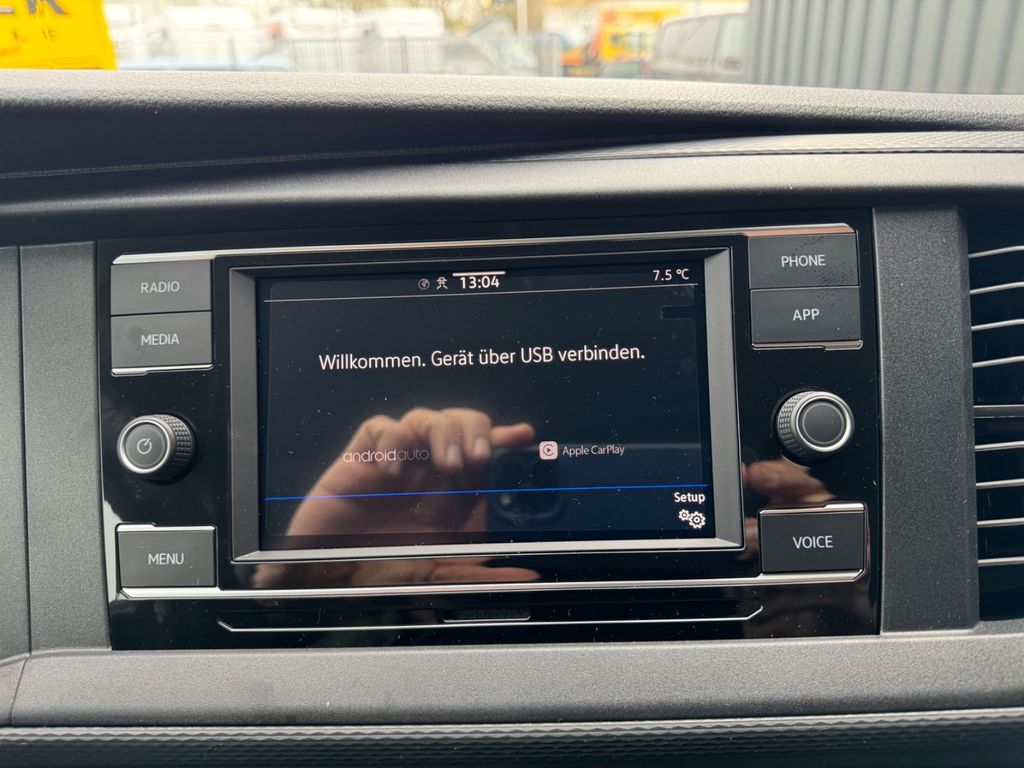 RADIO
MEDIA
MENU
13:04
7.5 °C
Willkommen. Gerät über USB verbinden.
androidauto
Apple CarPlay
Setup
PHONE
APP
VOICE